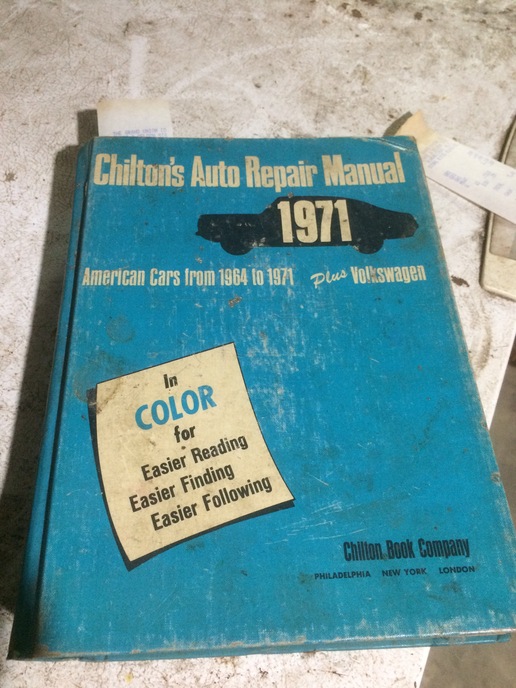 Chilton's Auto Repair Manual
1971
American Cars from 1964 to 1971 Plus Volkswagen
In
COLOR
for
Easier Reading
Easier Finding
Easier Following
Chilton Book Company
PHILADELPHIA NEW YORK LONDON